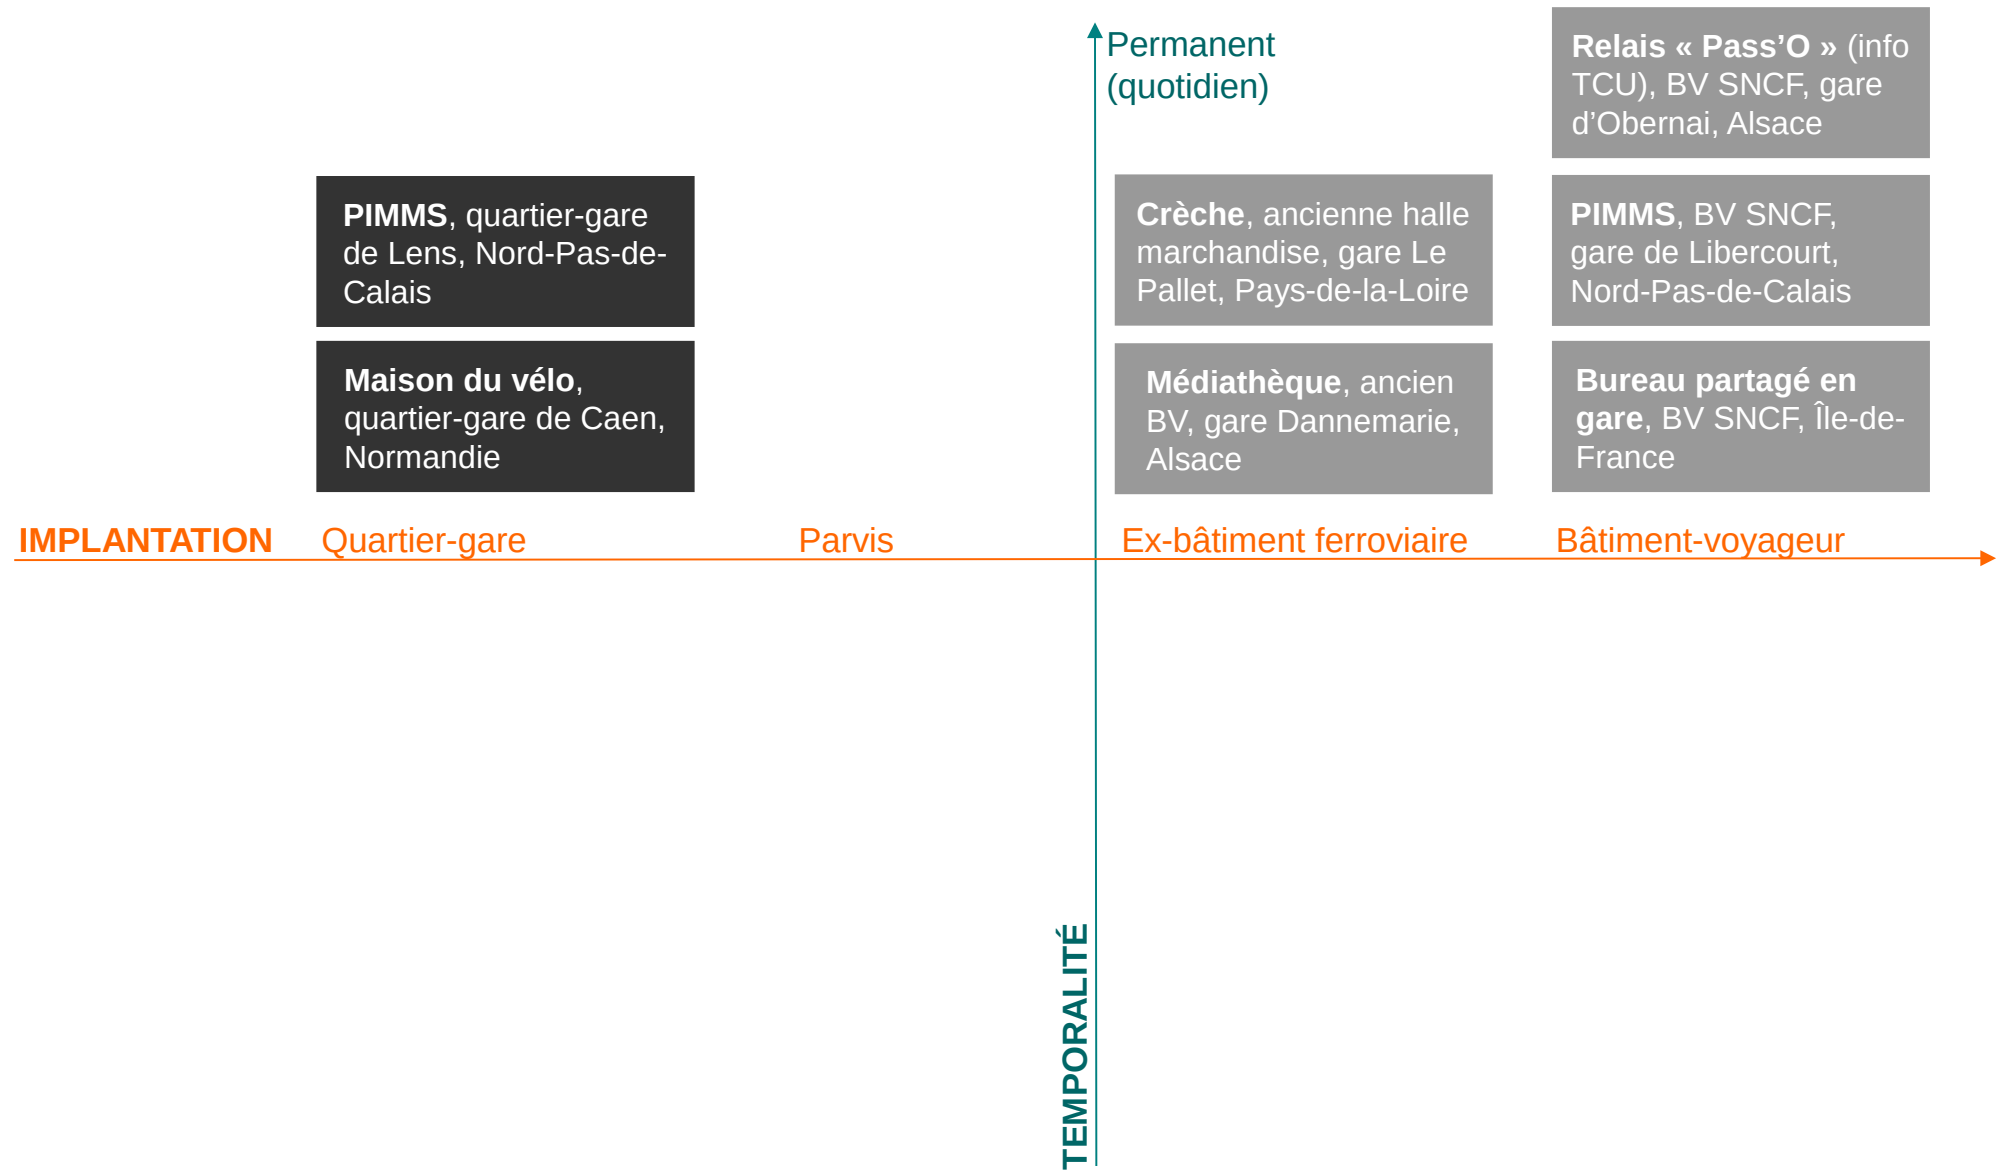 Permanent
(quotidien)
Relais « Pass’O » (info
TCU), BV SNCF, gare
d’Obernai, Alsace
PIMMS, quartier-gare
de Lens, Nord-Pas-de-
Calais
Crèche, ancienne halle
marchandise, gare Le
Pallet, Pays-de-la-Loire
PIMMS, BV SNCF,
gare de Libercourt,
Nord-Pas-de-Calais
Maison du vélo,
quartier-gare de Caen,
Normandie
Médiathèque, ancien
BV, gare Dannemarie,
Alsace
Bureau partagé en
gare, BV SNCF, Île-de-
France
IMPLANTATION
Quartier-gare
Parvis
Ex-bâtiment ferroviaire
Bâtiment-voyageur
TEMPORALITÉ